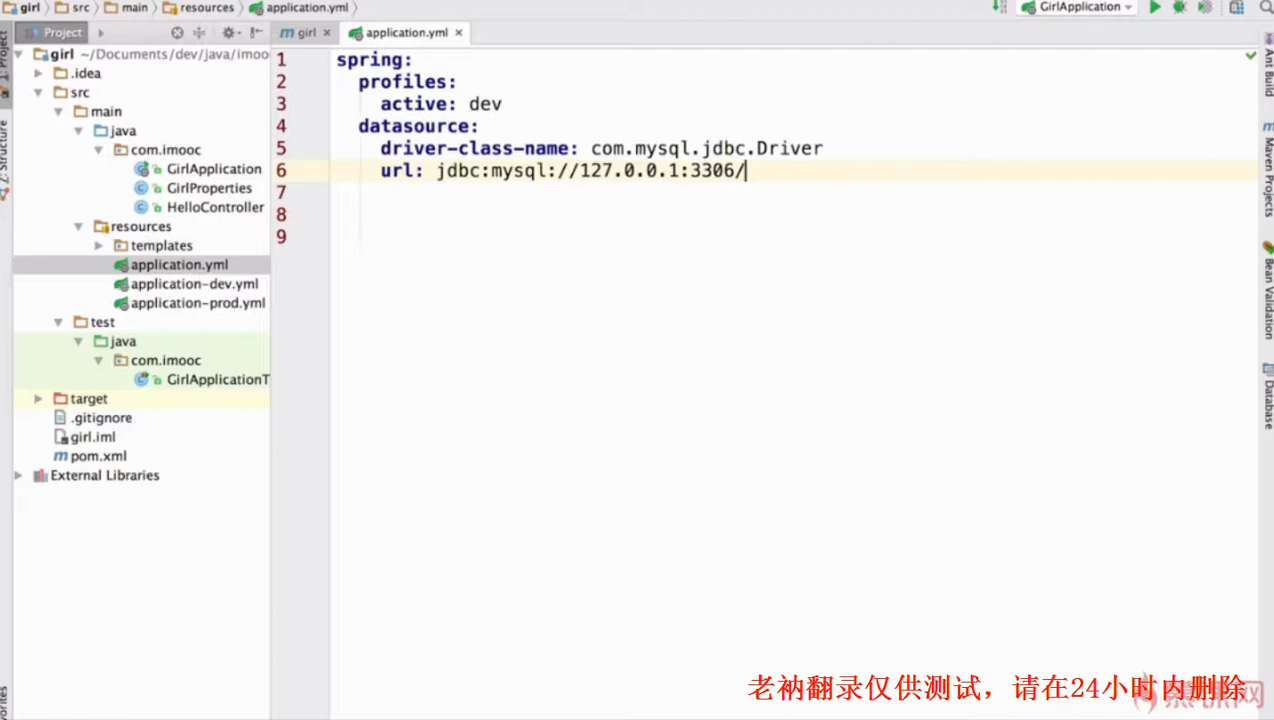 girl src main resources application.yml GirlApplication
Project girl application.yml
girl ~/Documents/dev/java/imoo
.idea
src
main
java
com.imooc
GirlApplication
GirlProperties
HelloController
resources
templates
application.yml
application-dev.yml
application-prod.yml
test
java
com.imooc
GirlApplicationT
target
.gitignore
girl.iml
pom.xml
External Libraries
1 spring:
2 profiles:
3 active: dev
4 datasource:
5 driver-class-name: com.mysql.jdbc.Driver
6 url: jdbc:mysql://127.0.0.1:3306/
7
8
9
Ant Build
Maven Projects
Bean Validation
Database
老衲翻录仅供测试，请在24小时内删除
慕课网